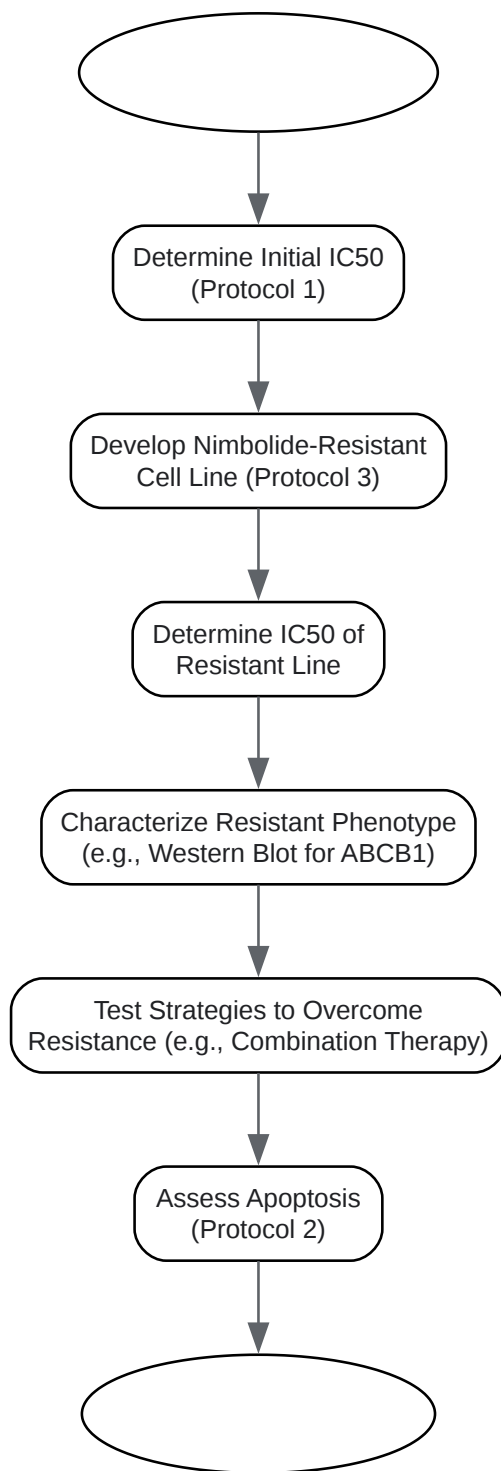 Determine Initial IC50
(Protocol 1)
Develop Nimbolide-Resistant
Cell Line (Protocol 3)
Determine IC50 of
Resistant Line
Characterize Resistant Phenotype
(e.g., Western Blot for ABCB1)
Test Strategies to Overcome
Resistance (e.g., Combination Therapy)
Assess Apoptosis
(Protocol 2)